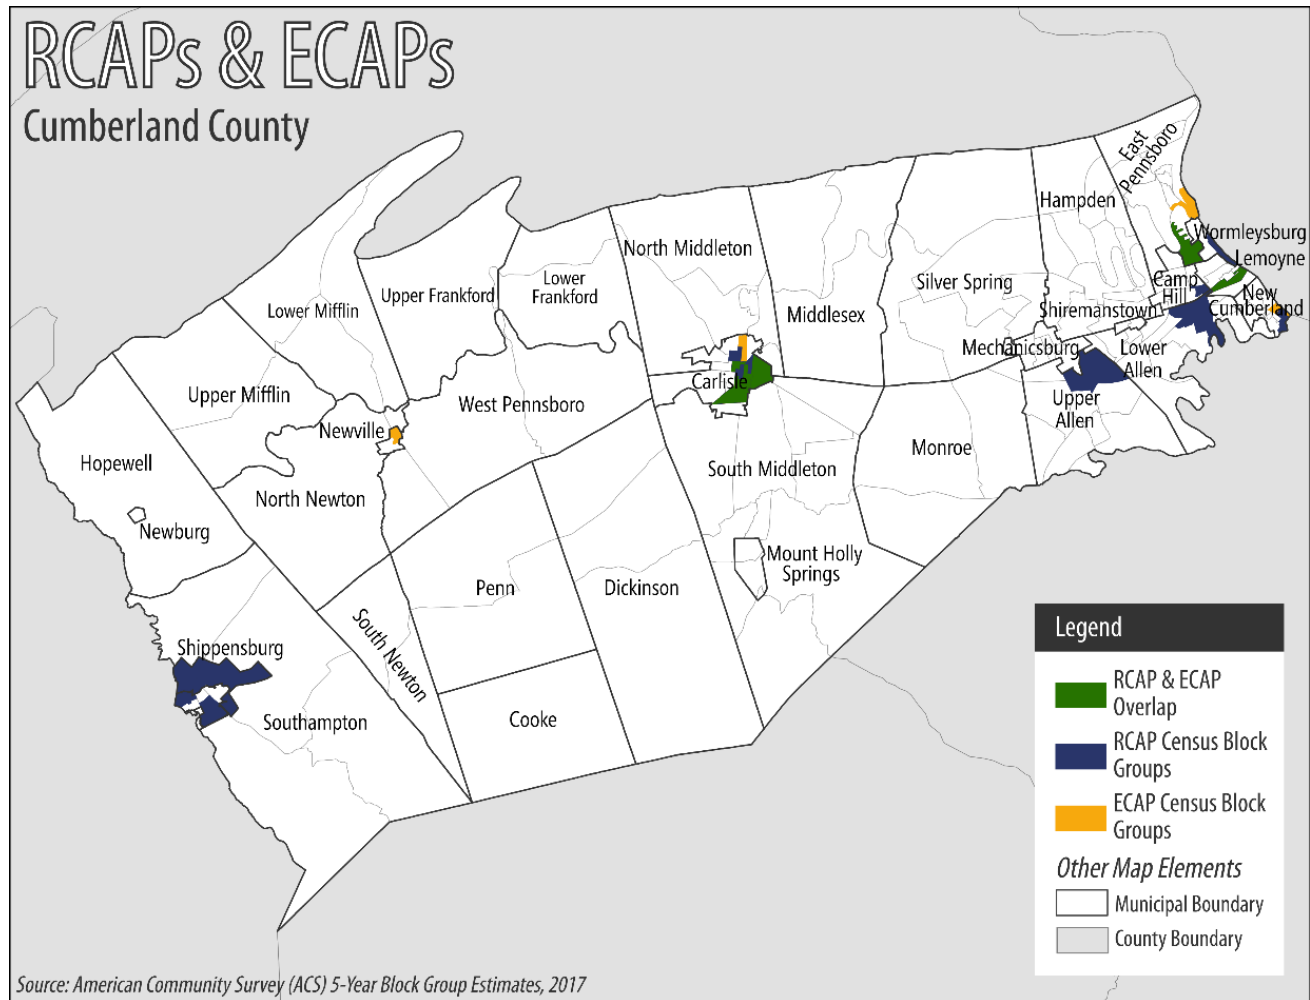 RCAPs & ECAPs
Cumberland County
East
Pennsboro
Hampden
Wormleysburg
Lemoyne
North Middleton
Camp
Hill
New
Cumberland
Lower
Frankford
Silver Spring
Upper Frankford
Lower Mifflin
Middlesex
Shiremanstown
Mechanicsburg
Lower
Allen
Carlisle
Upper Mifflin
West Pennsboro
Upper
Allen
Newville
Monroe
Hopewell
South Middleton
North Newton
Newburg
Mount Holly
Springs
Penn
Dickinson
South Newton
Shippensburg
Southampton
Cooke
Legend
RCAP & ECAP
Overlap
RCAP Census Block
Groups
ECAP Census Block
Groups
Other Map Elements
Municipal Boundary
County Boundary
Source: American Community Survey (ACS) 5-Year Block Group Estimates, 2017